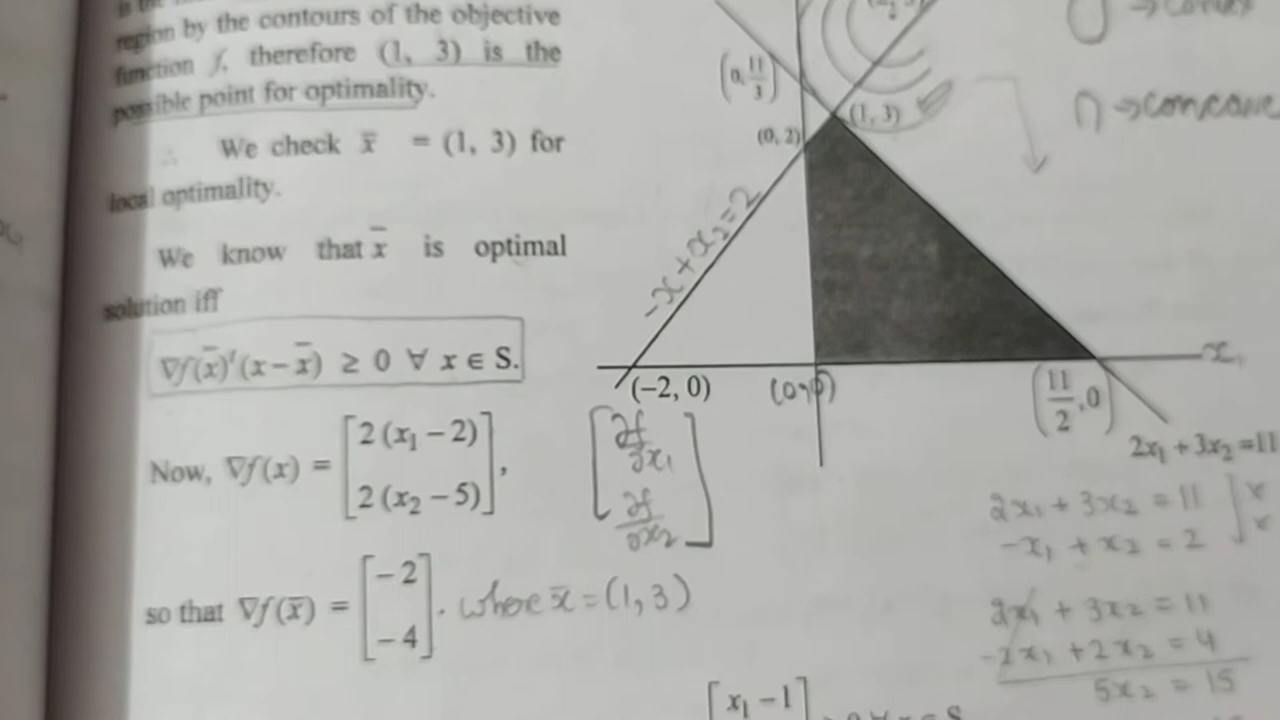 region by the contours of the objective
function f, therefore (1, 3) is the
possible point for optimality.
∴ We check x̄ = (1, 3) for
local optimality.
We know that x̄ is optimal
solution iff
∇f(x̄)ᵗ(x−x̄) ≥ 0 ∀ x ∈ S.
Now, ∇f(x) = [2 (x₁ − 2)
2 (x₂ − 5)],
[∂f/∂x₁
∂f/∂x₂]
so that ∇f(x̄) = [− 2
− 4]. where x̄ = (1, 3)
[x₁ − 1]
(0, 11/3)
(1, 3)
(0, 2)
-x + x₂ = 2
(−2, 0)
(0,0)
(11/2, 0)
x₁
2x₁ + 3x₂ = 11
2x₁ + 3x₂ = 11
-x₁ + x₂ = 2
2x₁ + 3x₂ = 11
-2x₁ + 2x₂ = 4
5x₂ = 15
∩ → concave